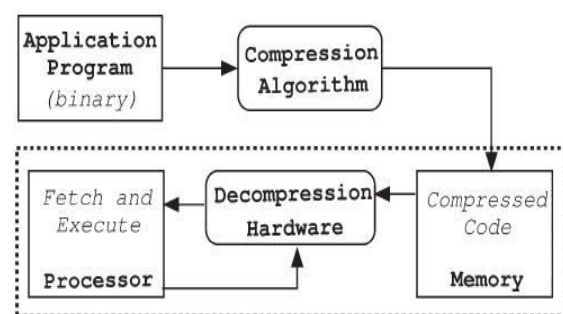 Application
Program
(binary)
Compression
Algorithm
Fetch and
Execute
Processor
Decompression
Hardware
Compressed
Code
Memory